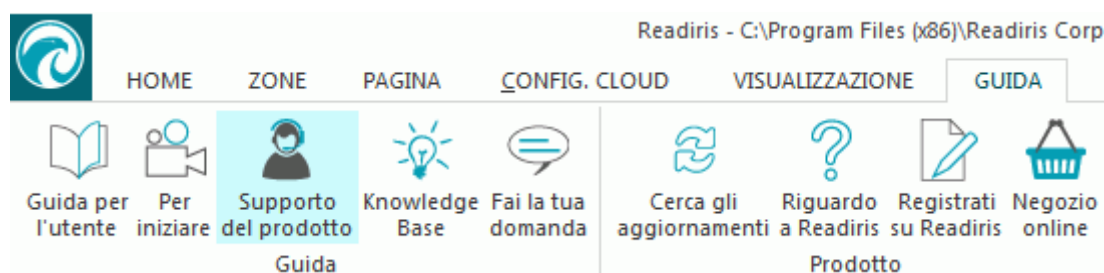 Readiris - C:\Program Files (x86)\Readiris Corp
HOME ZONE PAGINA CONFIG. CLOUD VISUALIZZAZIONE GUIDA
Guida per Per Supporto Knowledge Fai la tua Cerca gli Riguardo Registrati Negozio
l'utente iniziare del prodotto Base domanda aggiornamenti a Readiris su Readiris online
Guida Prodotto